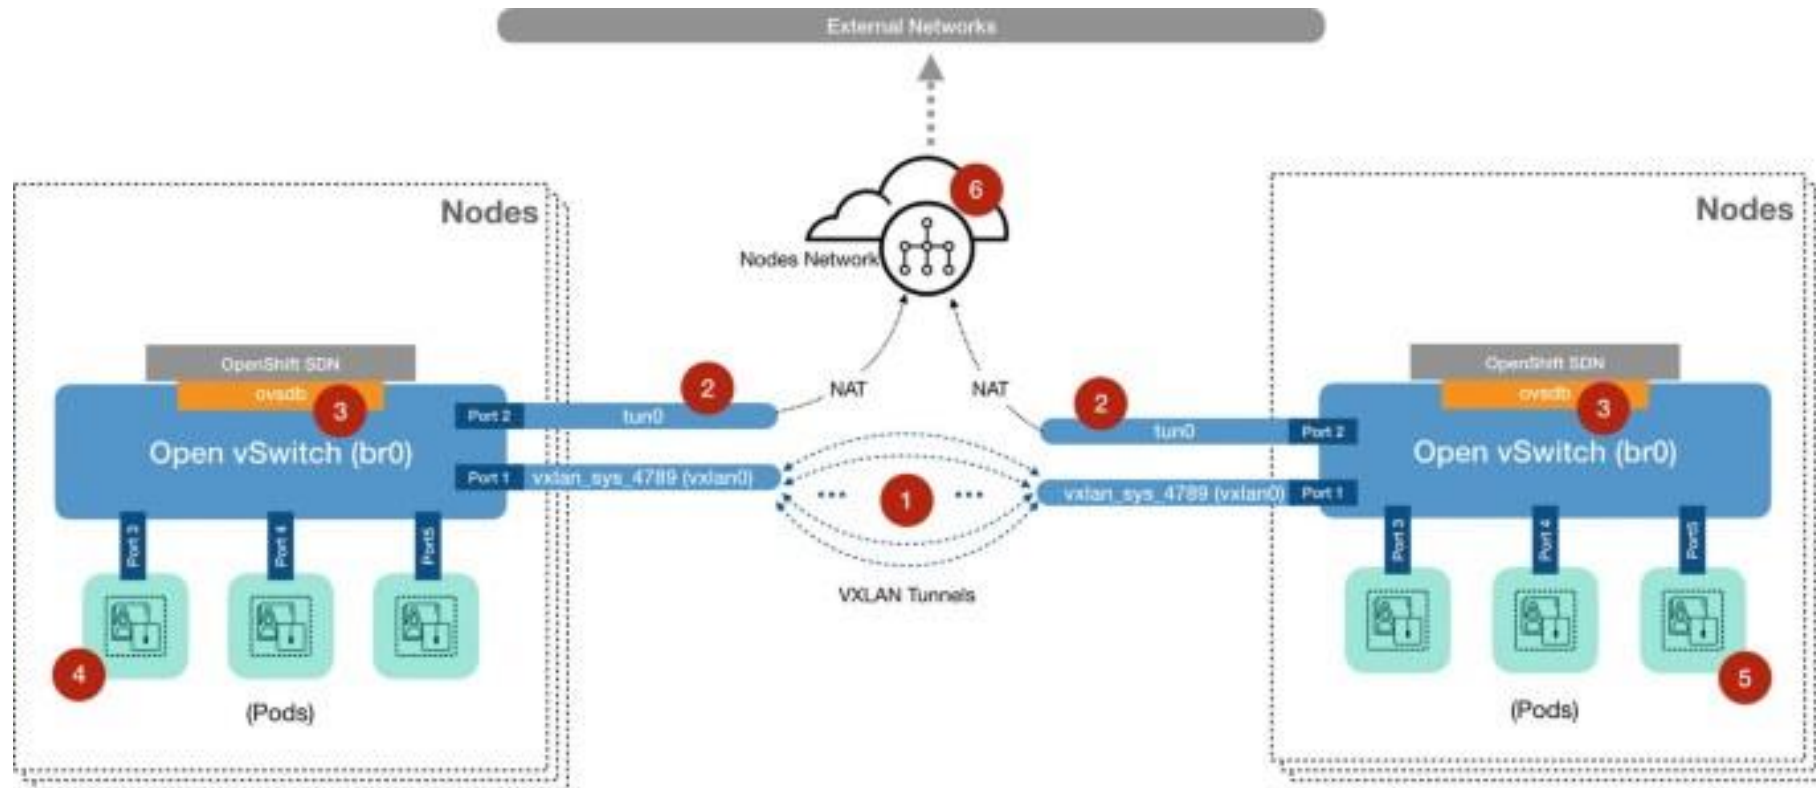 External Networks
6
Nodes
Nodes
Nodes Network
OpenShift SDN
ovsdb
3
Open vSwitch (br0)
Port 2
tun0
2
NAT
NAT
2
tun0
Port 2
OpenShift SDN
ovsdb
3
Open vSwitch (br0)
Port 1
vxlan_sys_4789 (vxlan0)
1
vxlan_sys_4789 (vxlan0)
Port 1
VXLAN Tunnels
Port 3
Port 4
Port5
Port 3
Port 4
Port5
4
5
(Pods)
(Pods)